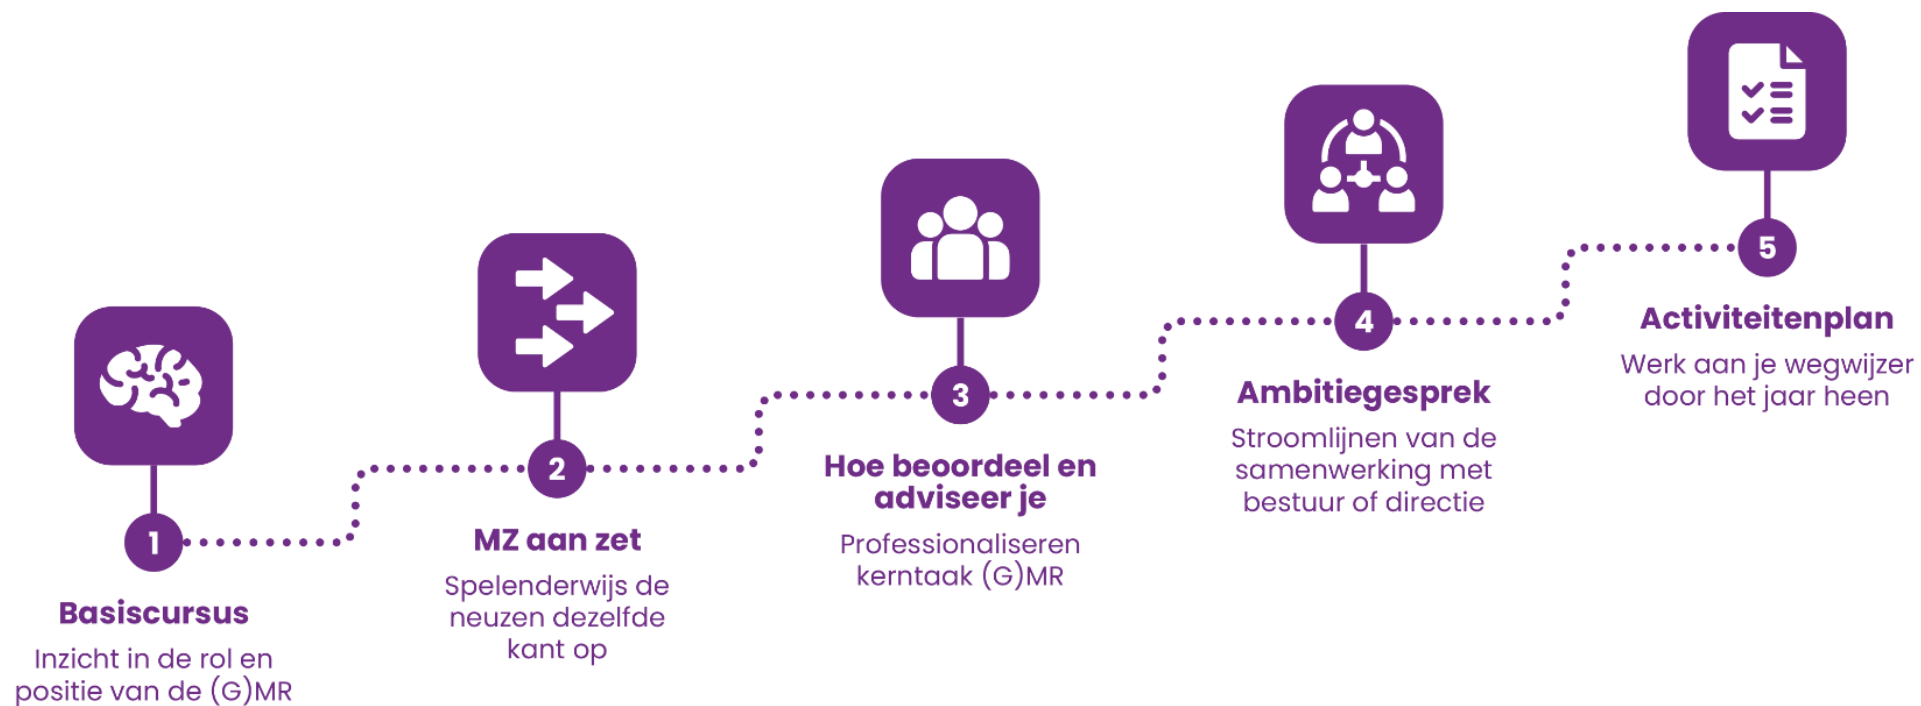 1
Basiscursus
Inzicht in de rol en
positie van de (G)MR
2
MZ aan zet
Spelenderwijs de
neuzen dezelfde
kant op
3
Hoe beoordeel en
adviseer je
Professionaliseren
kerntaak (G)MR
4
Ambitiegesprek
Stroomlijnen van de
samenwerking met
bestuur of directie
5
Activiteitenplan
Werk aan je wegwijzer
door het jaar heen